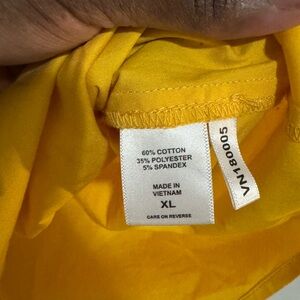 60% COTTON
35% POLYESTER
5% SPANDEX
MADE IN
VIETNAM
XL
CARE ON REVERSE
VN180005